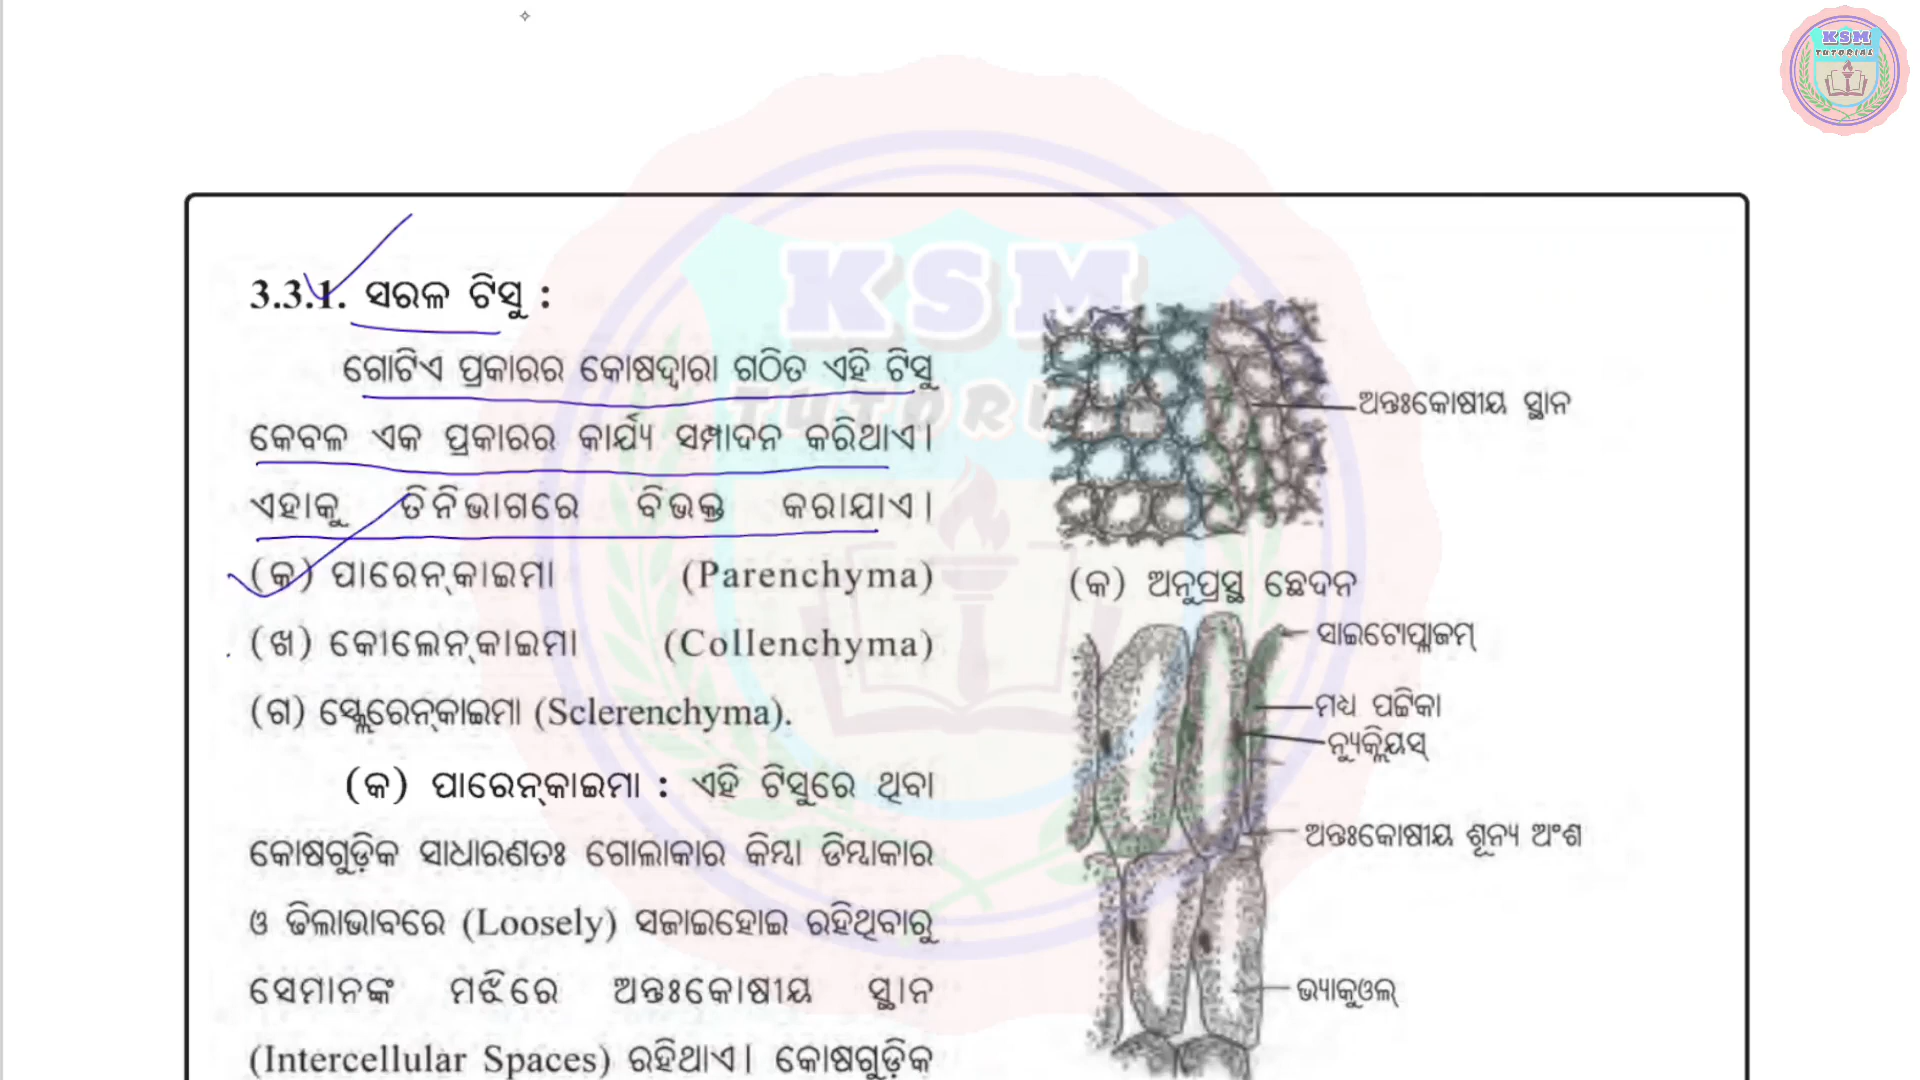 KSM
TUTORIAL
3.3.1. ସରଳ ଟିସୁ :
ଗୋଟିଏ ପ୍ରକାରର କୋଷଦ୍ୱାରା ଗଠିତ ଏହି ଟିସୁ
କେବଳ ଏକ ପ୍ରକାରର କାର୍ଯ୍ୟ ସମ୍ପାଦନ କରିଥାଏ।
ଏହାକୁ ତିନିଭାଗରେ ବିଭକ୍ତ କରାଯାଏ।
(କ) ପାରେନ୍‌କାଇମା (Parenchyma)
(ଖ) କୋଲେନ୍‌କାଇମା (Collenchyma)
(ଗ) ସ୍କ୍ଲେରେନ୍‌କାଇମା (Sclerenchyma).
(କ) ପାରେନ୍‌କାଇମା : ଏହି ଟିସୁରେ ଥିବା
କୋଷଗୁଡ଼ିକ ସାଧାରଣତଃ ଗୋଲାକାର କିମ୍ବା ଡିମ୍ବାକାର
ଓ ଢିଲାଭାବରେ (Loosely) ସଜାଇହୋଇ ରହିଥିବାରୁ
ସେମାନଙ୍କ ମଝିରେ ଅନ୍ତଃକୋଷୀୟ ସ୍ଥାନ
(Intercellular Spaces) ରହିଥାଏ। କୋଷଗୁଡ଼ିକ
ଅନ୍ତଃକୋଷୀୟ ସ୍ଥାନ
(କ) ଅନୁପ୍ରସ୍ଥ ଛେଦନ
ସାଇଟୋପ୍ଲାଜମ୍
ମଧ୍ୟ ପଟ୍ଟିକା
ନ୍ୟୁକ୍ଲିୟସ୍
ଅନ୍ତଃକୋଷୀୟ ଶୂନ୍ୟ ଅଂଶ
ଭ୍ୟାକୁଓଲ୍
KSM
TUTORIAL